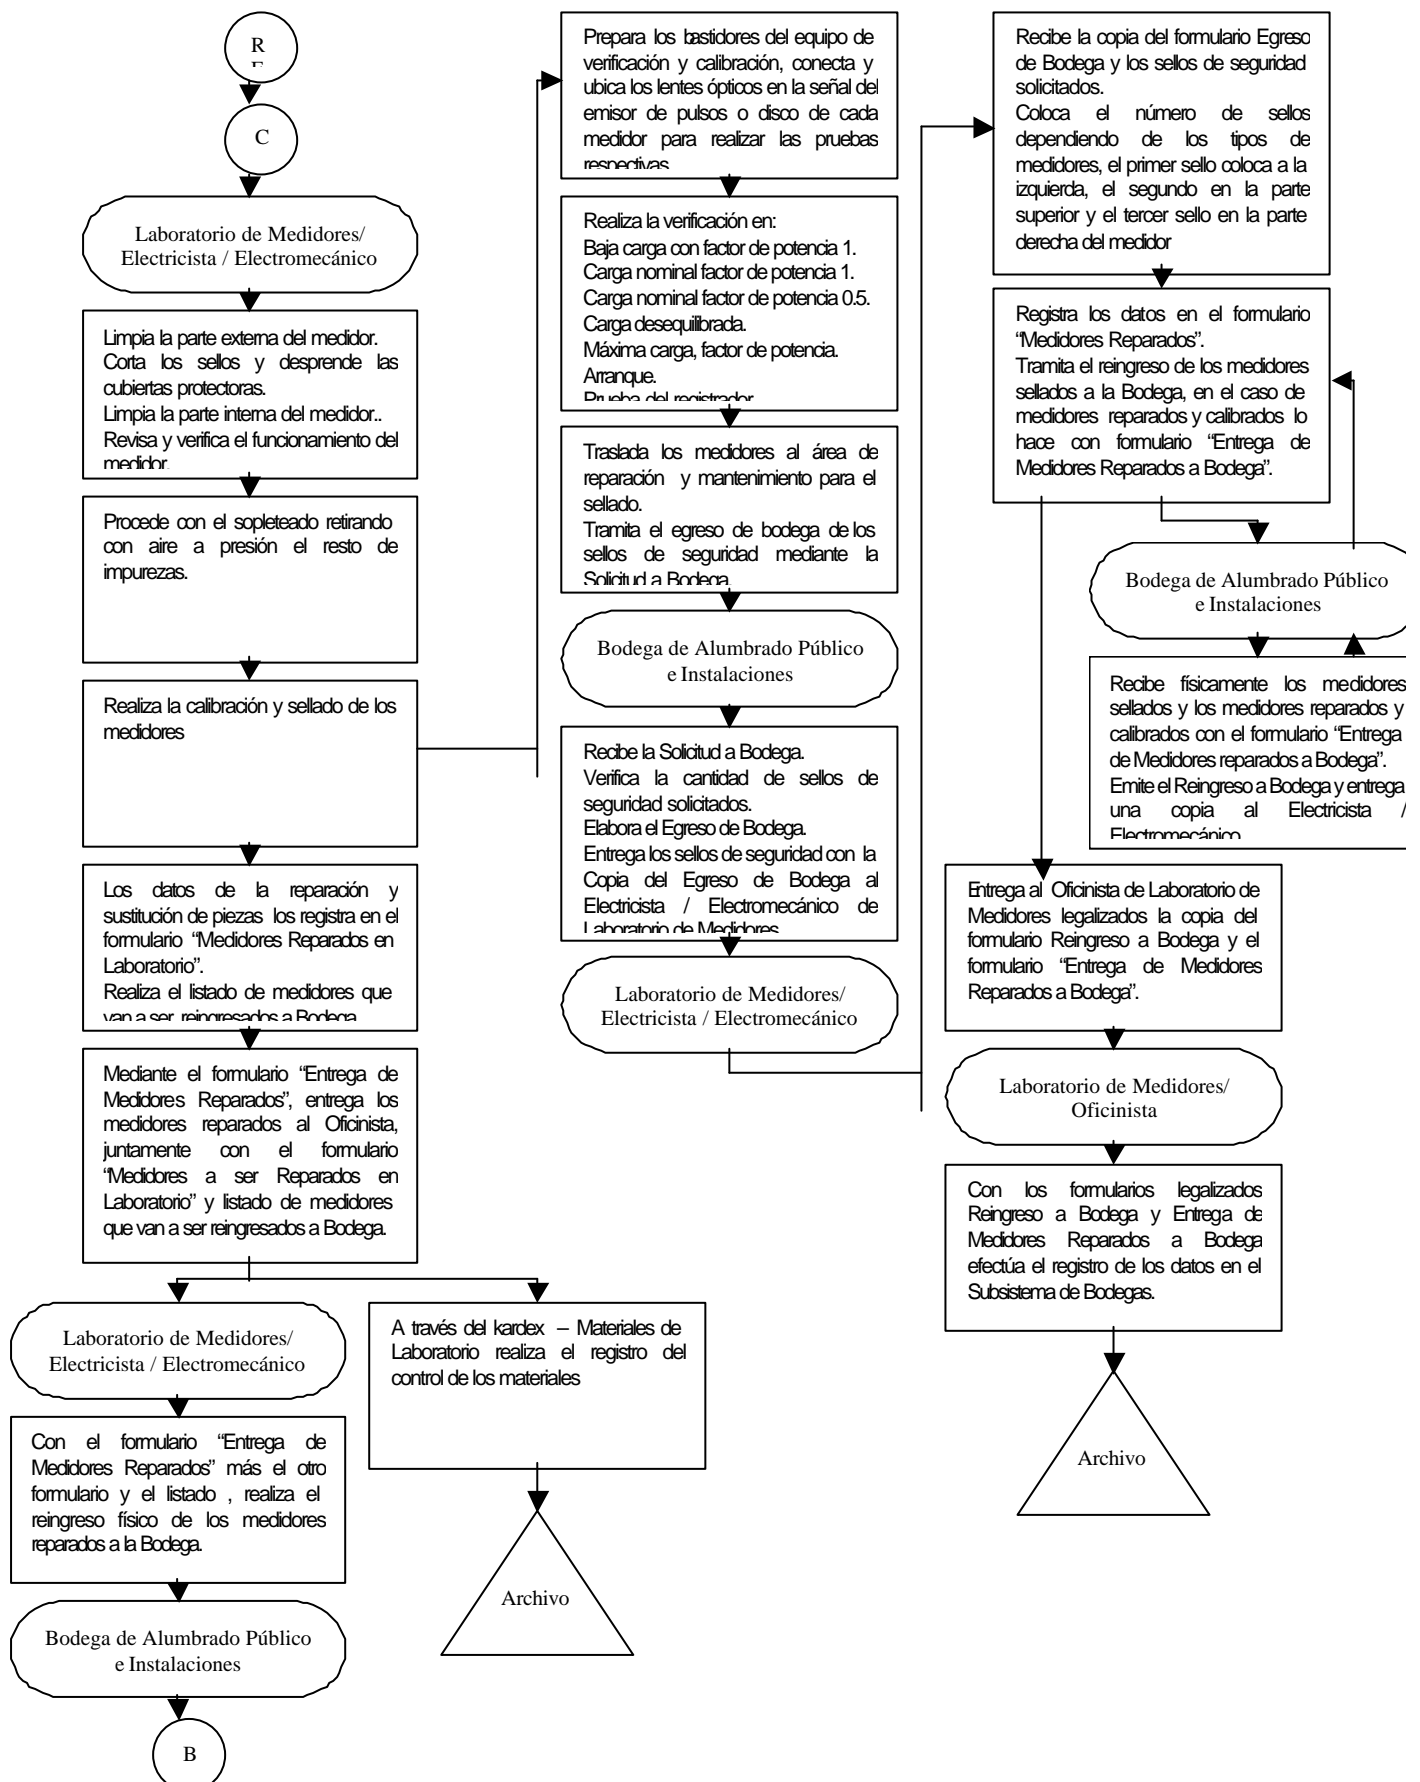 R
E
C
Laboratorio de Medidores/
Electricista / Electromecánico
Limpia la parte externa del medidor.
Corta los sellos y desprende las
cubiertas protectoras.
Limpia la parte interna del medidor..
Revisa y verifica el funcionamiento del
medidor.
Procede con el sopleteado retirando
con aire a presión el resto de
impurezas.
Realiza la calibración y sellado de los
medidores
Los datos de la reparación y
sustitución de piezas los registra en el
formulario “Medidores Reparados en
Laboratorio”.
Realiza el listado de medidores que
van a ser reingresados a Bodega.
Mediante el formulario “Entrega de
Medidores Reparados”, entrega los
medidores reparados al Oficinista,
juntamente con el formulario
“Medidores a ser Reparados en
Laboratorio” y listado de medidores
que van a ser reingresados a Bodega.
Laboratorio de Medidores/
Electricista / Electromecánico
Con el formulario “Entrega de
Medidores Reparados” más el otro
formulario y el listado , realiza el
reingreso físico de los medidores
reparados a la Bodega.
Bodega de Alumbrado Público
e Instalaciones
B
A través del kardex – Materiales de
Laboratorio realiza el registro del
control de los materiales
Archivo
Prepara los bastidores del equipo de
verificación y calibración, conecta y
ubica los lentes ópticos en la señal del
emisor de pulsos o disco de cada
medidor para realizar las pruebas
respectivas
Realiza la verificación en:
Baja carga con factor de potencia 1.
Carga nominal factor de potencia 1.
Carga nominal factor de potencia 0.5.
Carga desequilibrada.
Máxima carga, factor de potencia.
Arranque.
Prueba del registrador
Traslada los medidores al área de
reparación y mantenimiento para el
sellado.
Tramita el egreso de bodega de los
sellos de seguridad mediante la
Solicitud a Bodega.
Bodega de Alumbrado Público
e Instalaciones
Recibe la Solicitud a Bodega.
Verifica la cantidad de sellos de
seguridad solicitados.
Elabora el Egreso de Bodega.
Entrega los sellos de seguridad con la
Copia del Egreso de Bodega al
Electricista / Electromecánico de
Laboratorio de Medidores
Laboratorio de Medidores/
Electricista / Electromecánico
Recibe la copia del formulario Egreso
de Bodega y los sellos de seguridad
solicitados.
Coloca el número de sellos
dependiendo de los tipos de
medidores, el primer sello coloca a la
izquierda, el segundo en la parte
superior y el tercer sello en la parte
derecha del medidor
Registra los datos en el formulario
“Medidores Reparados”.
Tramita el reingreso de los medidores
sellados a la Bodega, en el caso de
medidores reparados y calibrados lo
hace con formulario “Entrega de
Medidores Reparados a Bodega”.
Bodega de Alumbrado Público
e Instalaciones
Recibe físicamente los medidores
sellados y los medidores reparados y
calibrados con el formulario “Entrega
de Medidores reparados a Bodega”.
Emite el Reingreso a Bodega y entrega
una copia al Electricista /
Electromecánico
Entrega al Oficinista de Laboratorio de
Medidores legalizados la copia del
formulario Reingreso a Bodega y el
formulario “Entrega de Medidores
Reparados a Bodega”.
Laboratorio de Medidores/
Oficinista
Con los formularios legalizados
Reingreso a Bodega y Entrega de
Medidores Reparados a Bodega
efectúa el registro de los datos en el
Subsistema de Bodegas.
Archivo